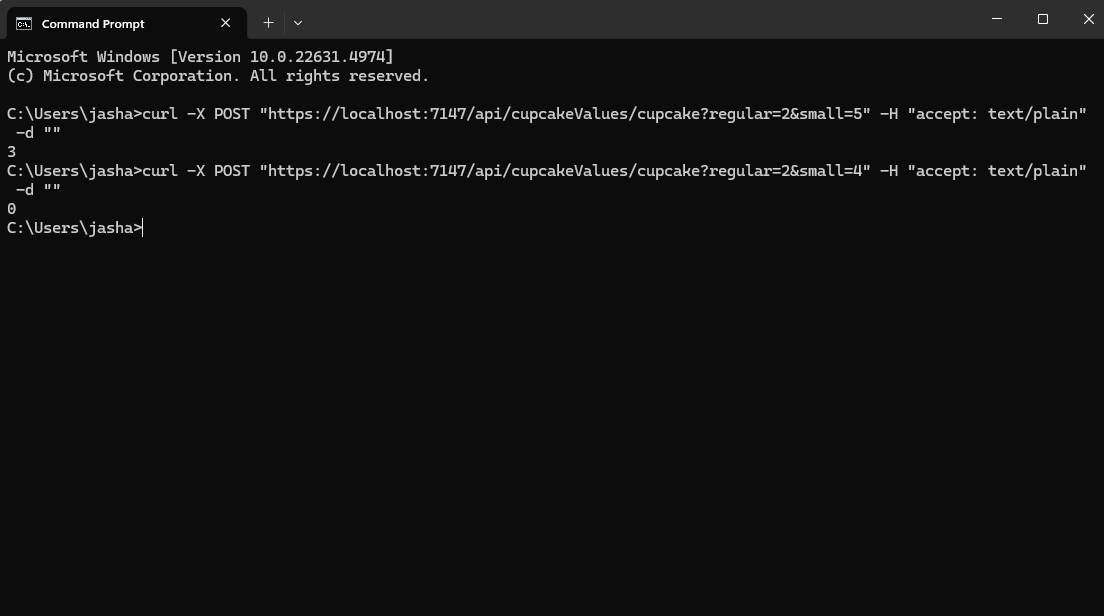 Command Prompt
Microsoft Windows [Version 10.0.22631.4974]
(c) Microsoft Corporation. All rights reserved.
C:\Users\jasha>curl -X POST "https://localhost:7147/api/cupcakeValues/cupcake?regular=2&small=5" -H "accept: text/plain"
 -d ""
3
C:\Users\jasha>curl -X POST "https://localhost:7147/api/cupcakeValues/cupcake?regular=2&small=4" -H "accept: text/plain"
 -d ""
0
C:\Users\jasha>